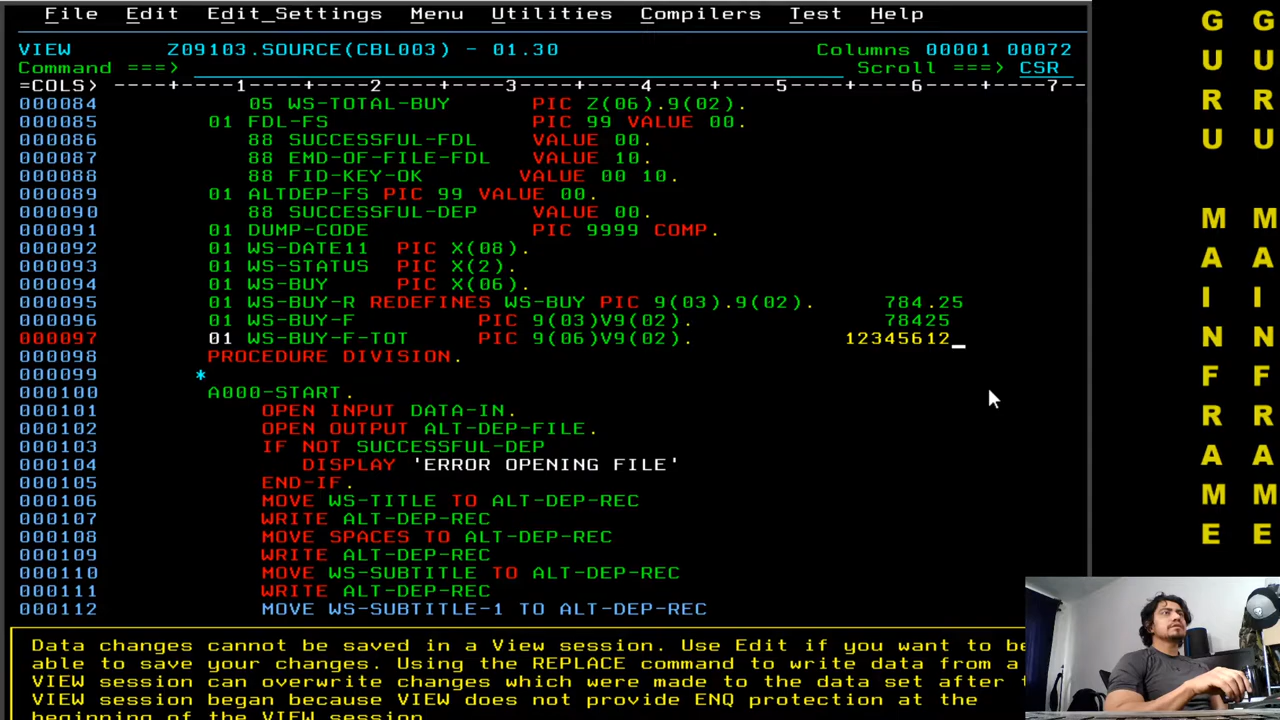 File Edit Edit_Settings Menu Utilities Compilers Test Help
VIEW Z09103.SOURCE(CBL003) - 01.30 Columns 00001 00072
Command ===> Scroll ===> CSR
=COLS> ----+----1----+----2----+----3----+----4----+----5----+----6----+----7--
000084 05 WS-TOTAL-BUY PIC Z(06).9(02).
000085 01 FDL-FS PIC 99 VALUE 00.
000086 88 SUCCESSFUL-FDL VALUE 00.
000087 88 EMD-OF-FILE-FDL VALUE 10.
000088 88 FID-KEY-OK VALUE 00 10.
000089 01 ALTDEP-FS PIC 99 VALUE 00.
000090 88 SUCCESSFUL-DEP VALUE 00.
000091 01 DUMP-CODE PIC 9999 COMP.
000092 01 WS-DATE11 PIC X(08).
000093 01 WS-STATUS PIC X(2).
000094 01 WS-BUY PIC X(06).
000095 01 WS-BUY-R REDEFINES WS-BUY PIC 9(03).9(02). 784.25
000096 01 WS-BUY-F PIC 9(03)V9(02). 78425
000097 01 WS-BUY-F-TOT PIC 9(06)V9(02). 12345612_
000098 PROCEDURE DIVISION.
000099 *
000100 A000-START.
000101 OPEN INPUT DATA-IN.
000102 OPEN OUTPUT ALT-DEP-FILE.
000103 IF NOT SUCCESSFUL-DEP
000104 DISPLAY 'ERROR OPENING FILE'
000105 END-IF.
000106 MOVE WS-TITLE TO ALT-DEP-REC
000107 WRITE ALT-DEP-REC
000108 MOVE SPACES TO ALT-DEP-REC
000109 WRITE ALT-DEP-REC
000110 MOVE WS-SUBTITLE TO ALT-DEP-REC
000111 WRITE ALT-DEP-REC
000112 MOVE WS-SUBTITLE-1 TO ALT-DEP-REC
Data changes cannot be saved in a View session. Use Edit if you want to be
able to save your changes. Using the REPLACE command to write data from a
VIEW session can overwrite changes which were made to the data set after
VIEW session began because VIEW does not provide ENQ protection at the
beginning of the VIEW session
GURU MAINFRAME
GURU MAINFRAME